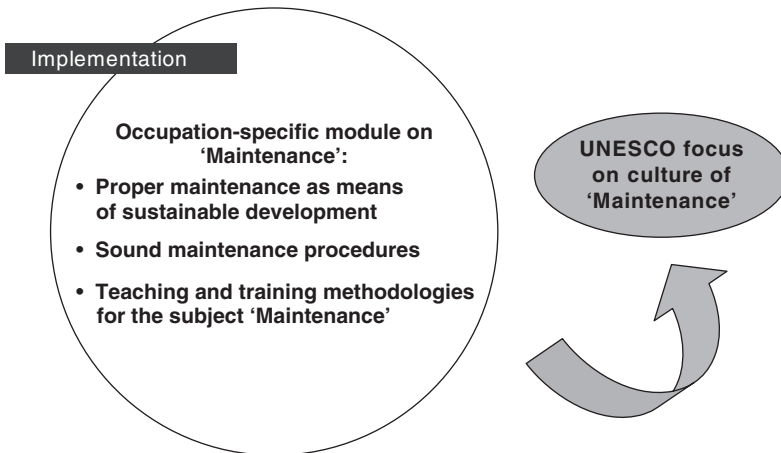 Implementation
Occupation-specific module on
‘Maintenance’:
• Proper maintenance as means
of sustainable development
• Sound maintenance procedures
• Teaching and training methodologies
for the subject ‘Maintenance’
UNESCO focus
on culture of
‘Maintenance’